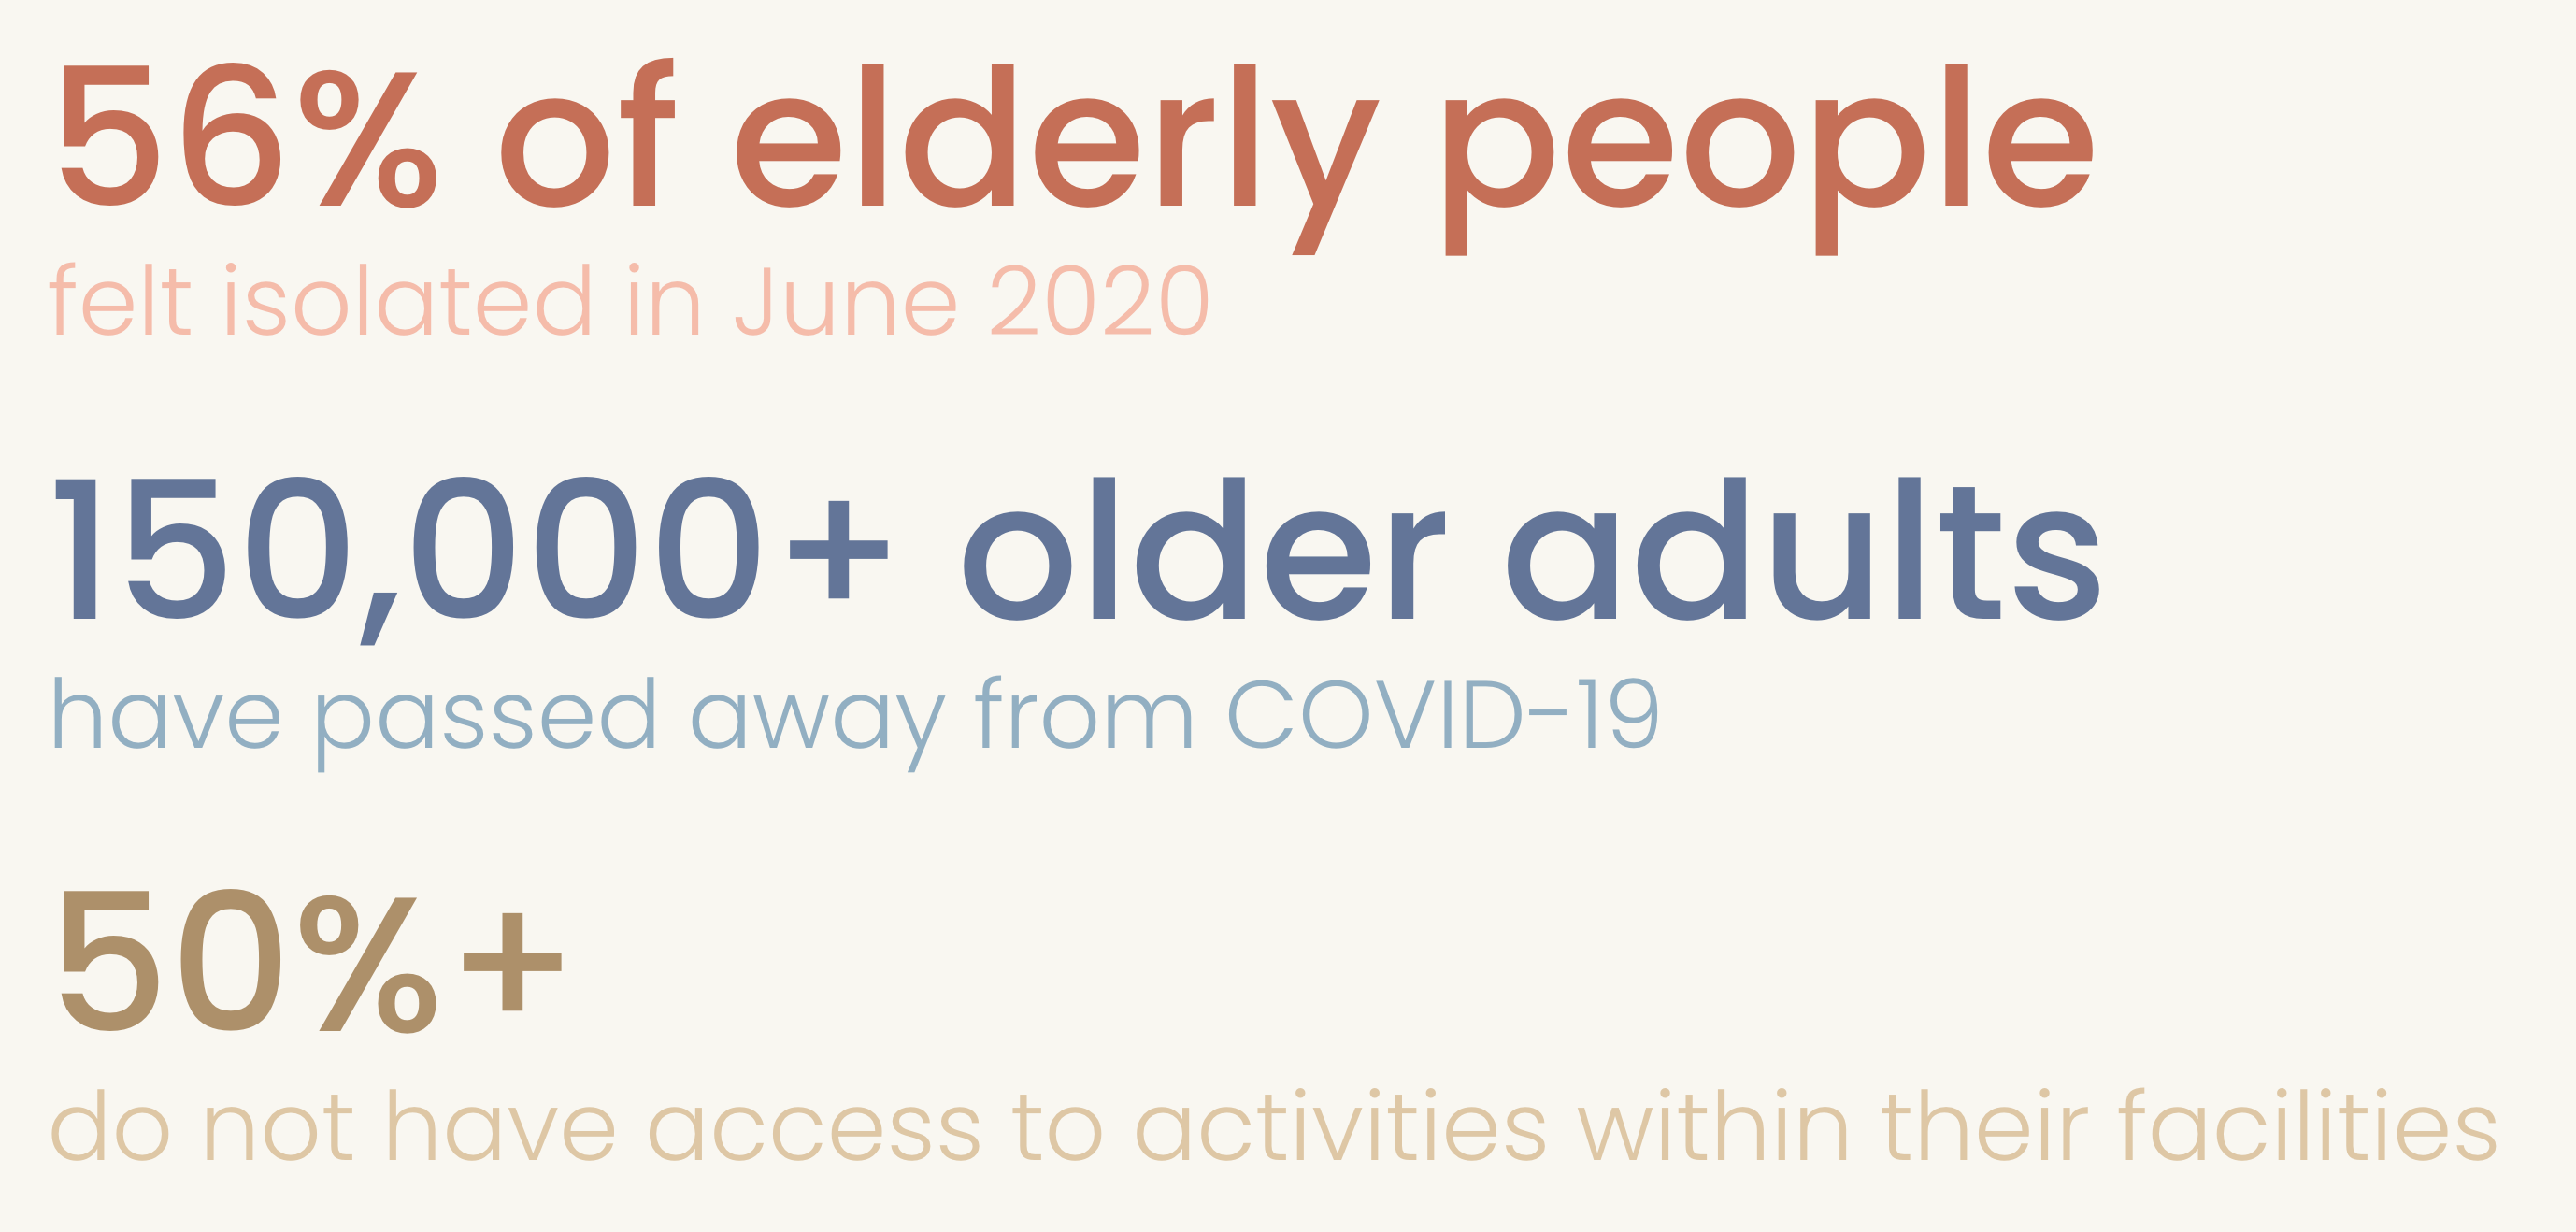 56% of elderly people
felt isolated in June 2020
150,000+ older adults
have passed away from COVID-19
50%+
do not have access to activities within their facilities